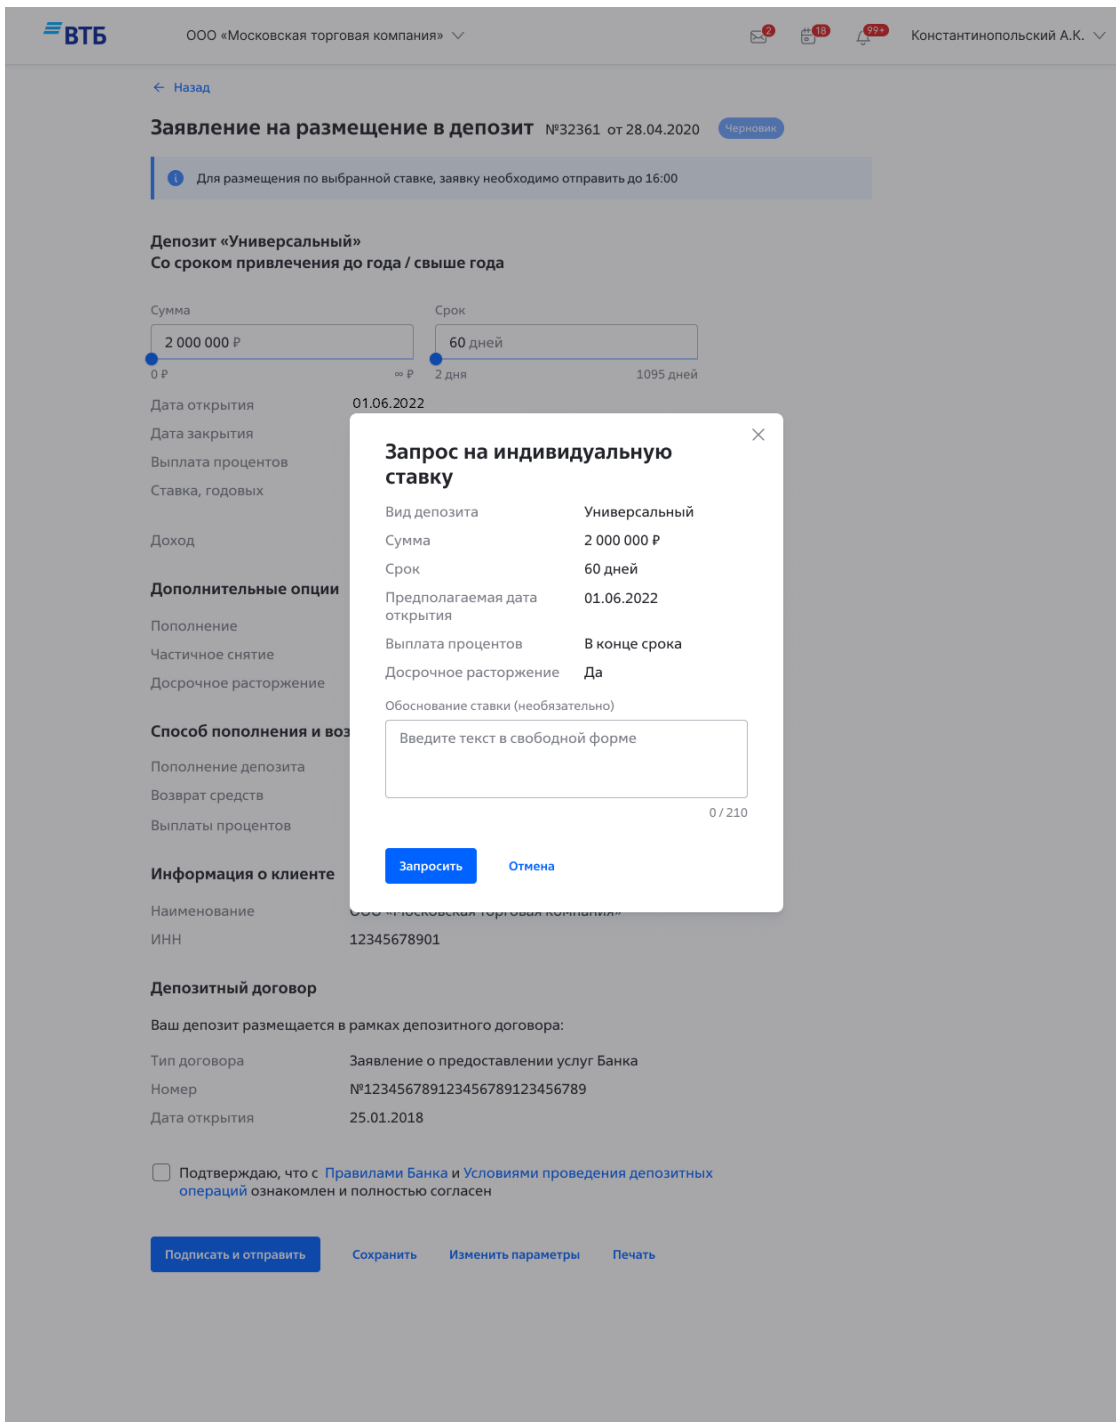 ВТБ
ООО «Московская торговая компания»
2
18
99+
Константинопольский А.К.
← Назад
Заявление на размещение в депозит №32361 от 28.04.2020 Черновик
Для размещения по выбранной ставке, заявку необходимо отправить до 16:00
Депозит «Универсальный»
Со сроком привлечения до года / свыше года
Сумма Срок
2 000 000 ₽ 60 дней
0 ₽ ∞ ₽ 2 дня 1095 дней
Дата открытия 01.06.2022
Дата закрытия
Выплата процентов
Ставка, годовых
Доход
Дополнительные опции
Пополнение
Частичное снятие
Досрочное расторжение
Способ пополнения и воз
Пополнение депозита
Возврат средств
Выплаты процентов
Запрос на индивидуальную
ставку
Вид депозита Универсальный
Сумма 2 000 000 ₽
Срок 60 дней
Предполагаемая дата 01.06.2022
открытия
Выплата процентов В конце срока
Досрочное расторжение Да
Обоснование ставки (необязательно)
Введите текст в свободной форме
0 / 210
Запросить Отмена
Информация о клиенте
Наименование ООО «Московская торговая компания»
ИНН 12345678901
Депозитный договор
Ваш депозит размещается в рамках депозитного договора:
Тип договора Заявление о предоставлении услуг Банка
Номер №123456789123456789123456789
Дата открытия 25.01.2018
Подтверждаю, что с Правилами Банка и Условиями проведения депозитных
операций ознакомлен и полностью согласен
Подписать и отправить Сохранить Изменить параметры Печать